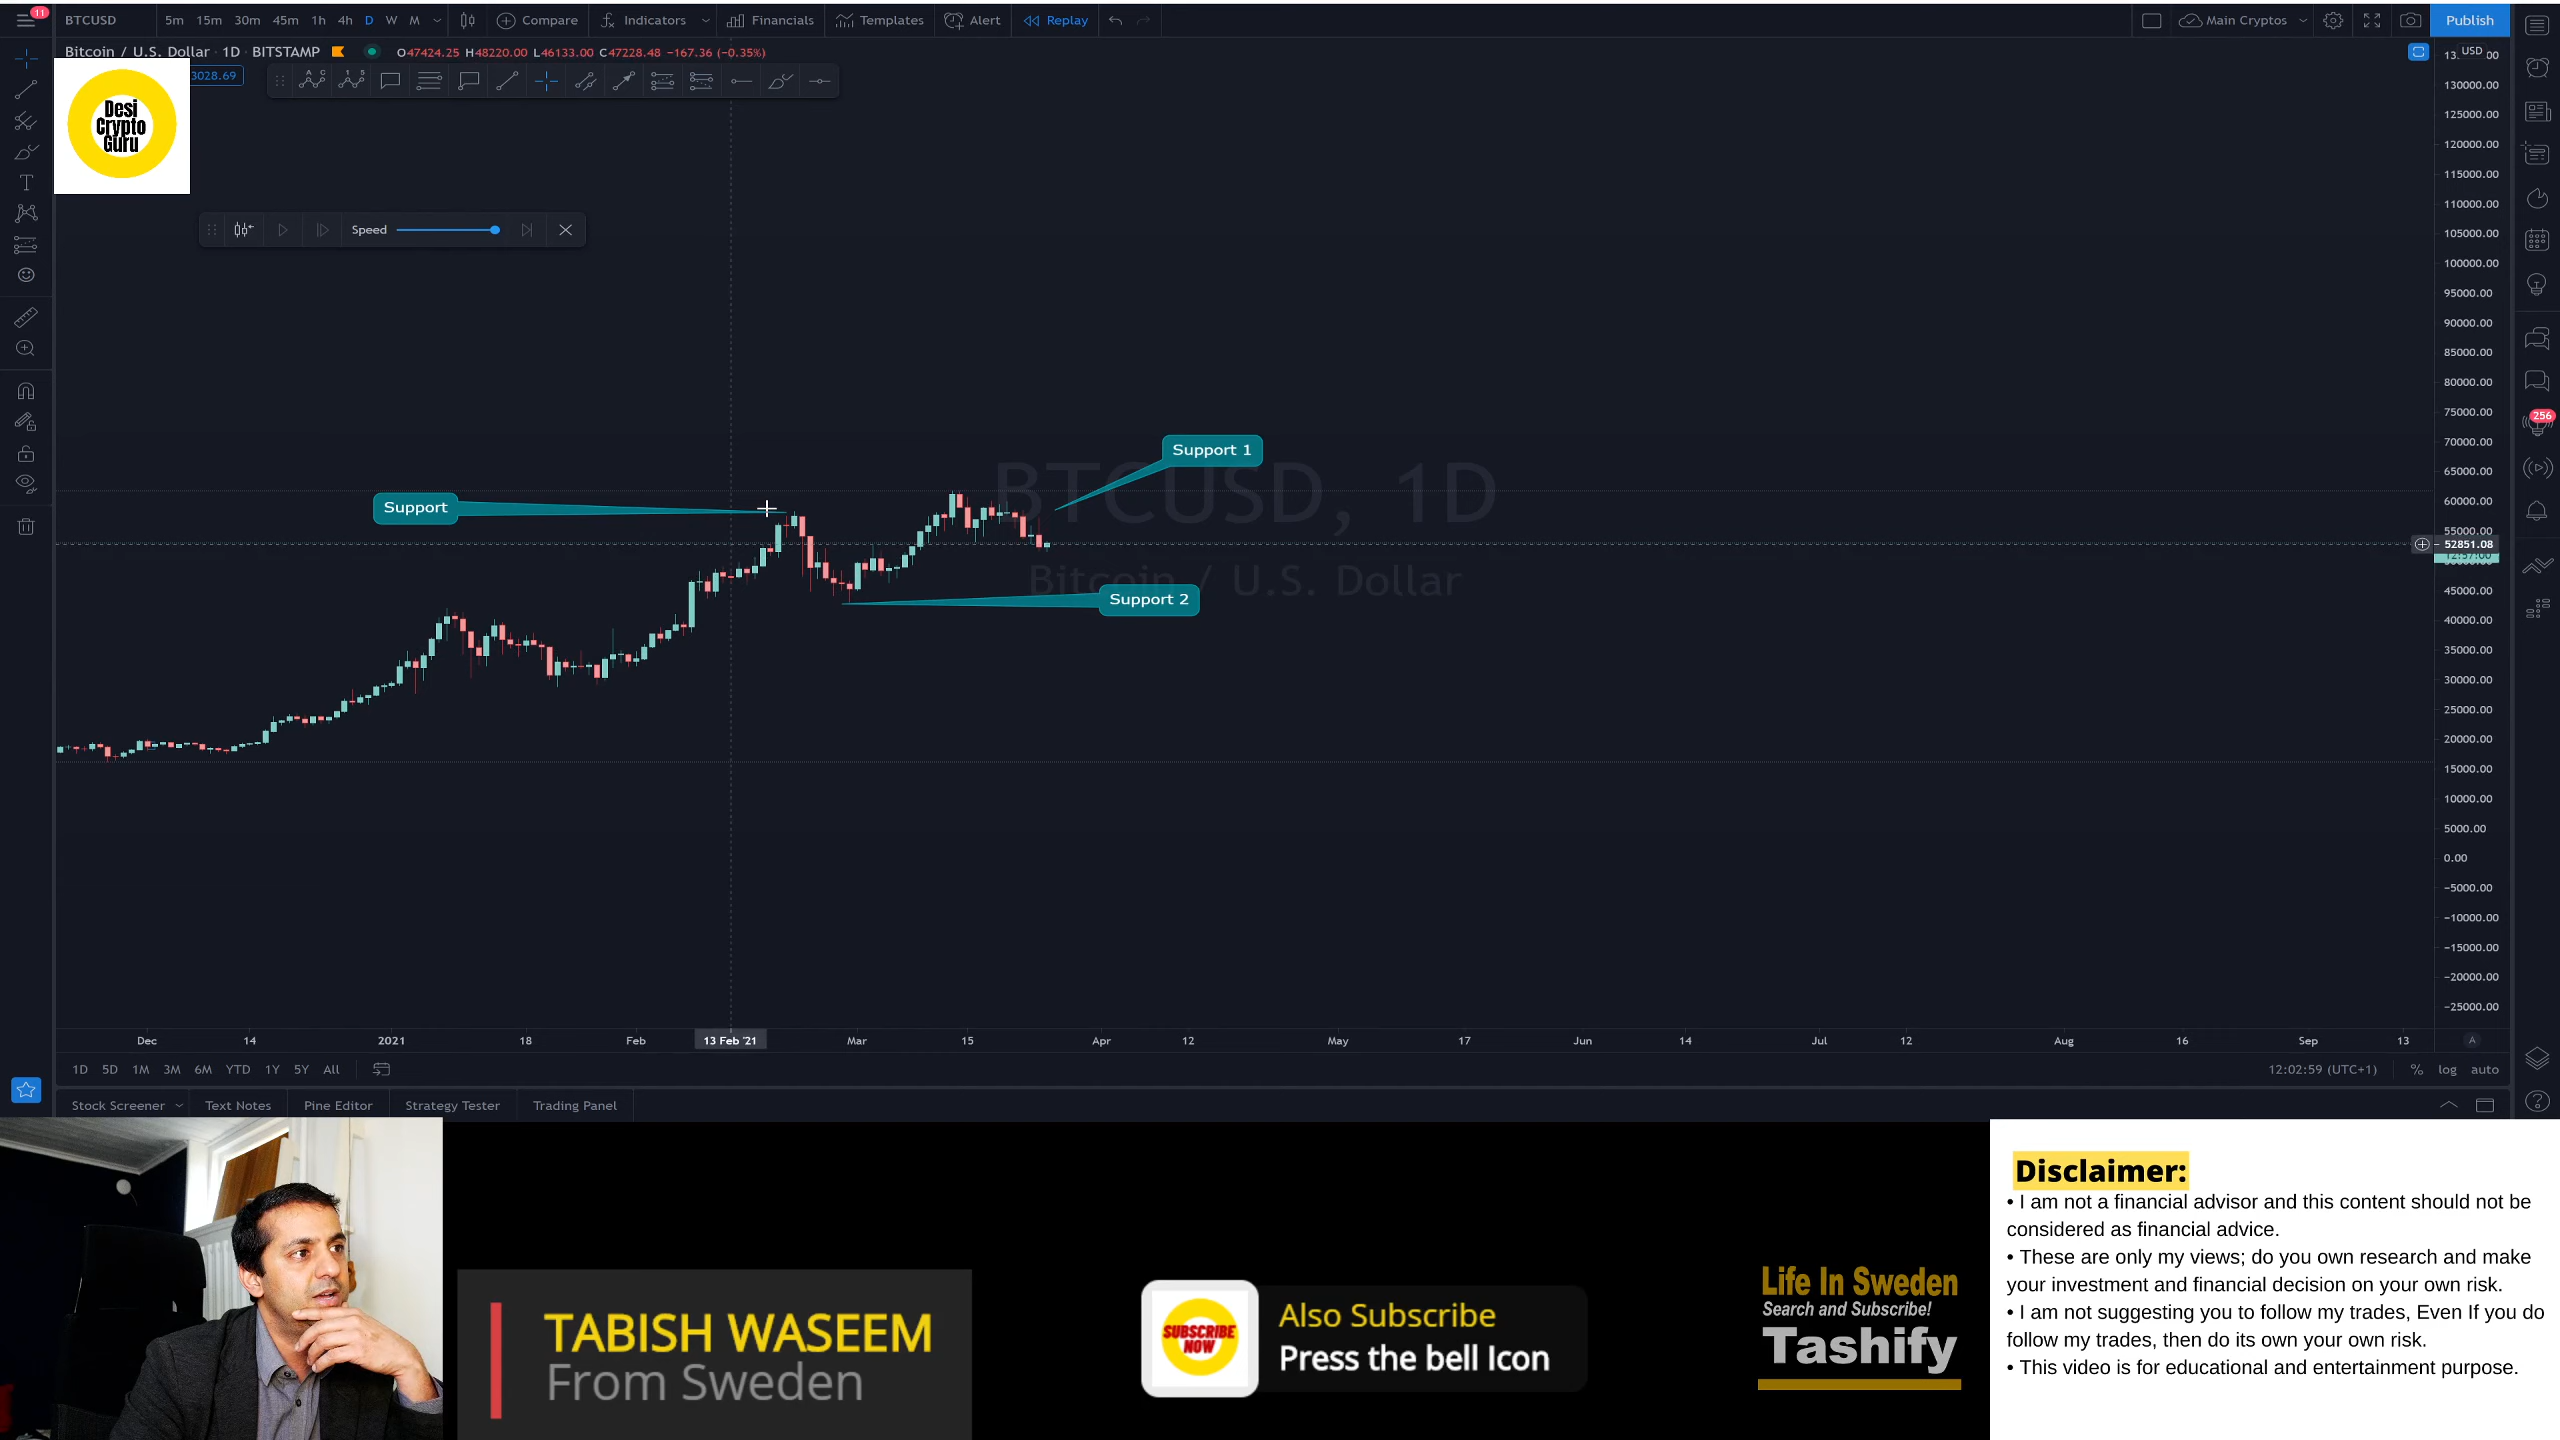 11
BTCUSD 5m 15m 30m 45m 1h 4h D W M Compare Indicators Financials Templates Alert Replay Main Cryptos Publish
Bitcoin / U.S. Dollar · 1D · BITSTAMP O47424.25 H48220.00 L46133.00 C47228.48 −167.36 (−0.35%)
3028.69
Desi
Crypto
Guru
Speed
USD
130000.00
125000.00
120000.00
115000.00
110000.00
105000.00
100000.00
95000.00
90000.00
85000.00
80000.00
75000.00
70000.00
65000.00
60000.00
55000.00
52851.08
45000.00
40000.00
35000.00
30000.00
25000.00
20000.00
15000.00
10000.00
5000.00
0.00
−5000.00
−10000.00
−15000.00
−20000.00
−25000.00
256
BTCUSD, 1D
Bitcoin / U.S. Dollar
Support 1
Support
Support 2
Dec 14 2021 18 Feb 13 Feb '21 Mar 15 Apr 12 May 17 Jun 14 Jul 12 Aug 16 Sep 13 A
1D 5D 1M 3M 6M YTD 1Y 5Y All 12:02:59 (UTC+1) % log auto
Stock Screener Text Notes Pine Editor Strategy Tester Trading Panel
TABISH WASEEM
From Sweden
SUBSCRIBE
NOW
Also Subscribe
Press the bell Icon
Life In Sweden
Search and Subscribe!
Tashify
Disclaimer:
• I am not a financial advisor and this content should not be
considered as financial advice.
• These are only my views; do you own research and make
your investment and financial decision on your own risk.
• I am not suggesting you to follow my trades, Even If you do
follow my trades, then do its own your own risk.
• This video is for educational and entertainment purpose.